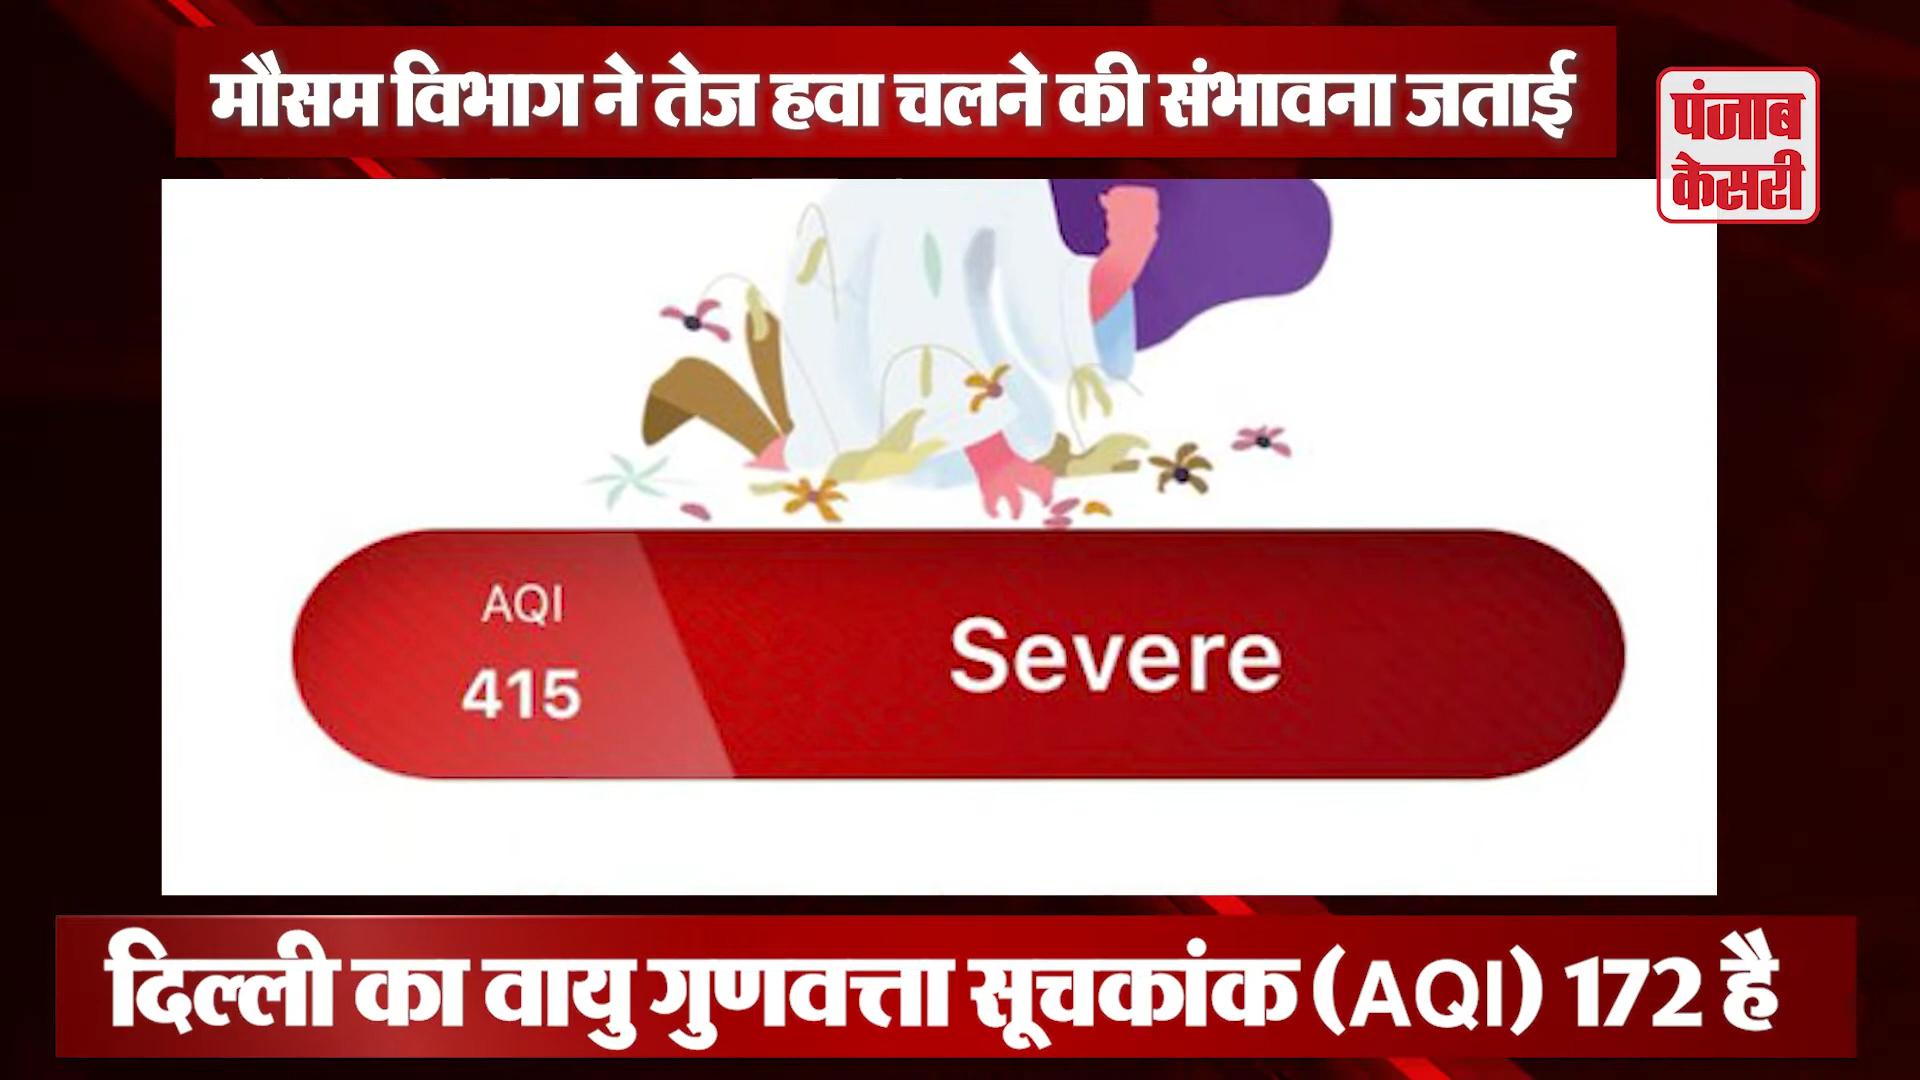 मौसम विभाग ने तेज हवा चलने की संभावना जताई
पंजाब
केसरी
AQI
415
Severe
दिल्ली का वायु गुणवत्ता सूचकांक (AQI) 172 है